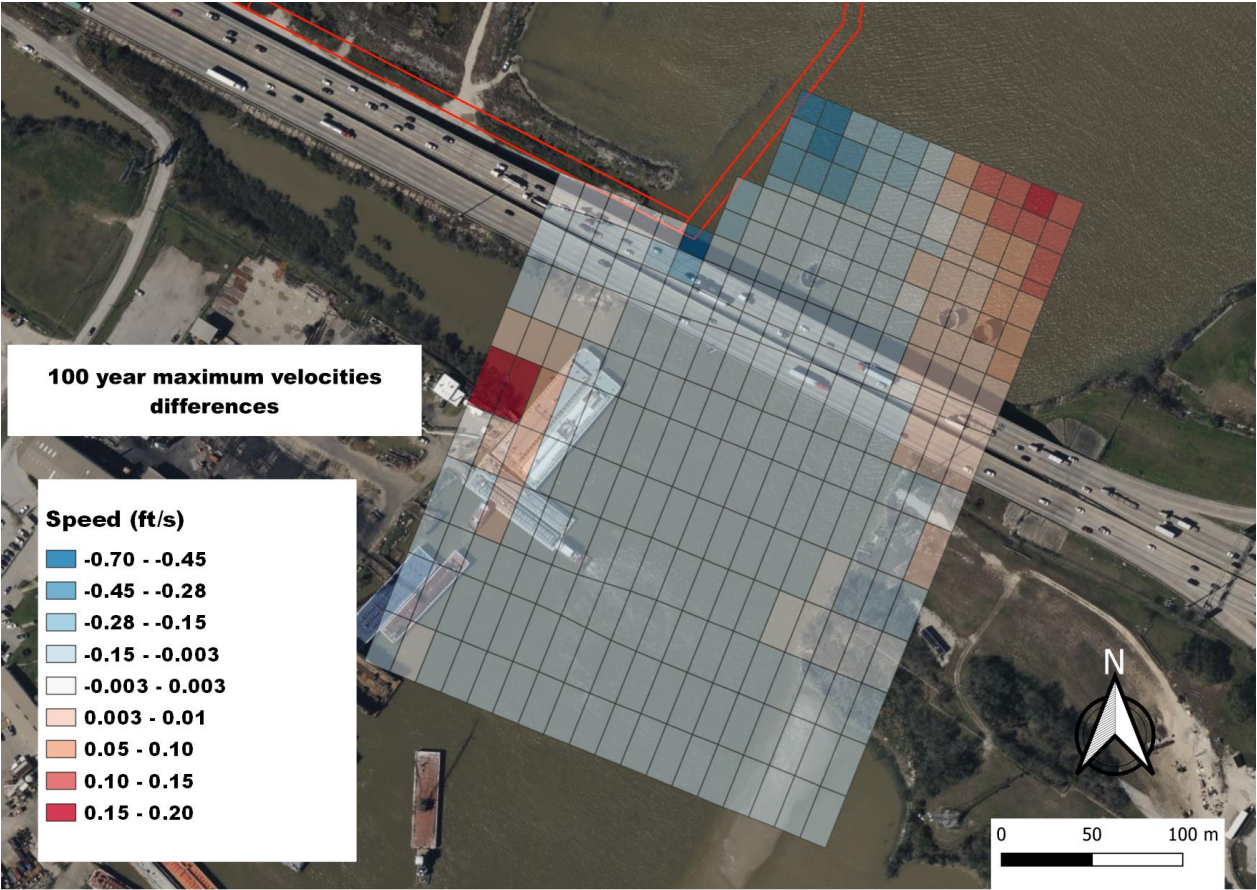 100 year maximum velocities
differences
Speed (ft/s)
-0.70 - -0.45
-0.45 - -0.28
-0.28 - -0.15
-0.15 - -0.003
-0.003 - 0.003
0.003 - 0.01
0.05 - 0.10
0.10 - 0.15
0.15 - 0.20
N
0 50 100 m